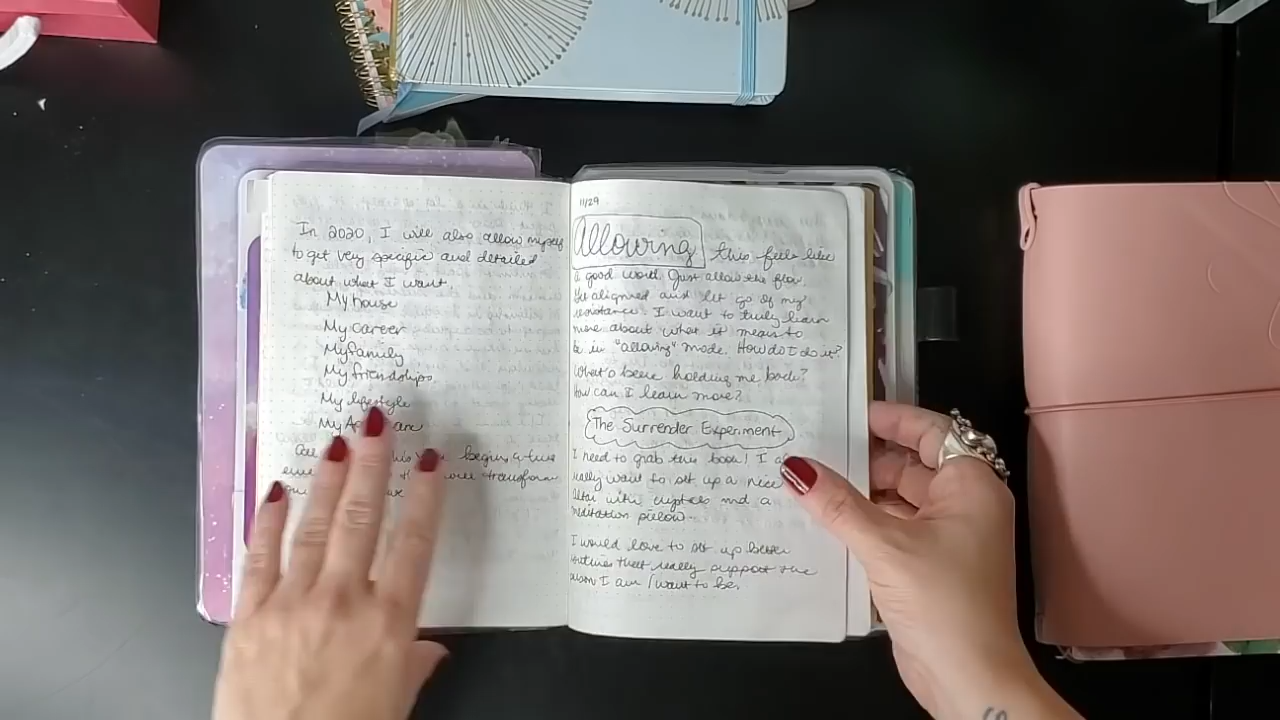 In 2020, I will also allow myself
to get very specific and detailed
about what I want.
My house
My career
My family
My friendships
My lifestyle
My
begin
transform
11/29
Allowing this feels like
a good word. Just allow the flow.
Get aligned and let go of my
resistance. I want to truly learn
more about what it means to
be in "allowing" mode. How do I do it?
What's been holding me back?
How can I learn more?
The Surrender Experiment
I need to grab this book! I
really want to set up a nice
altar with crystals and a
meditation pillow.
I would love to set up better
routines that really support the
person I am / want to be.